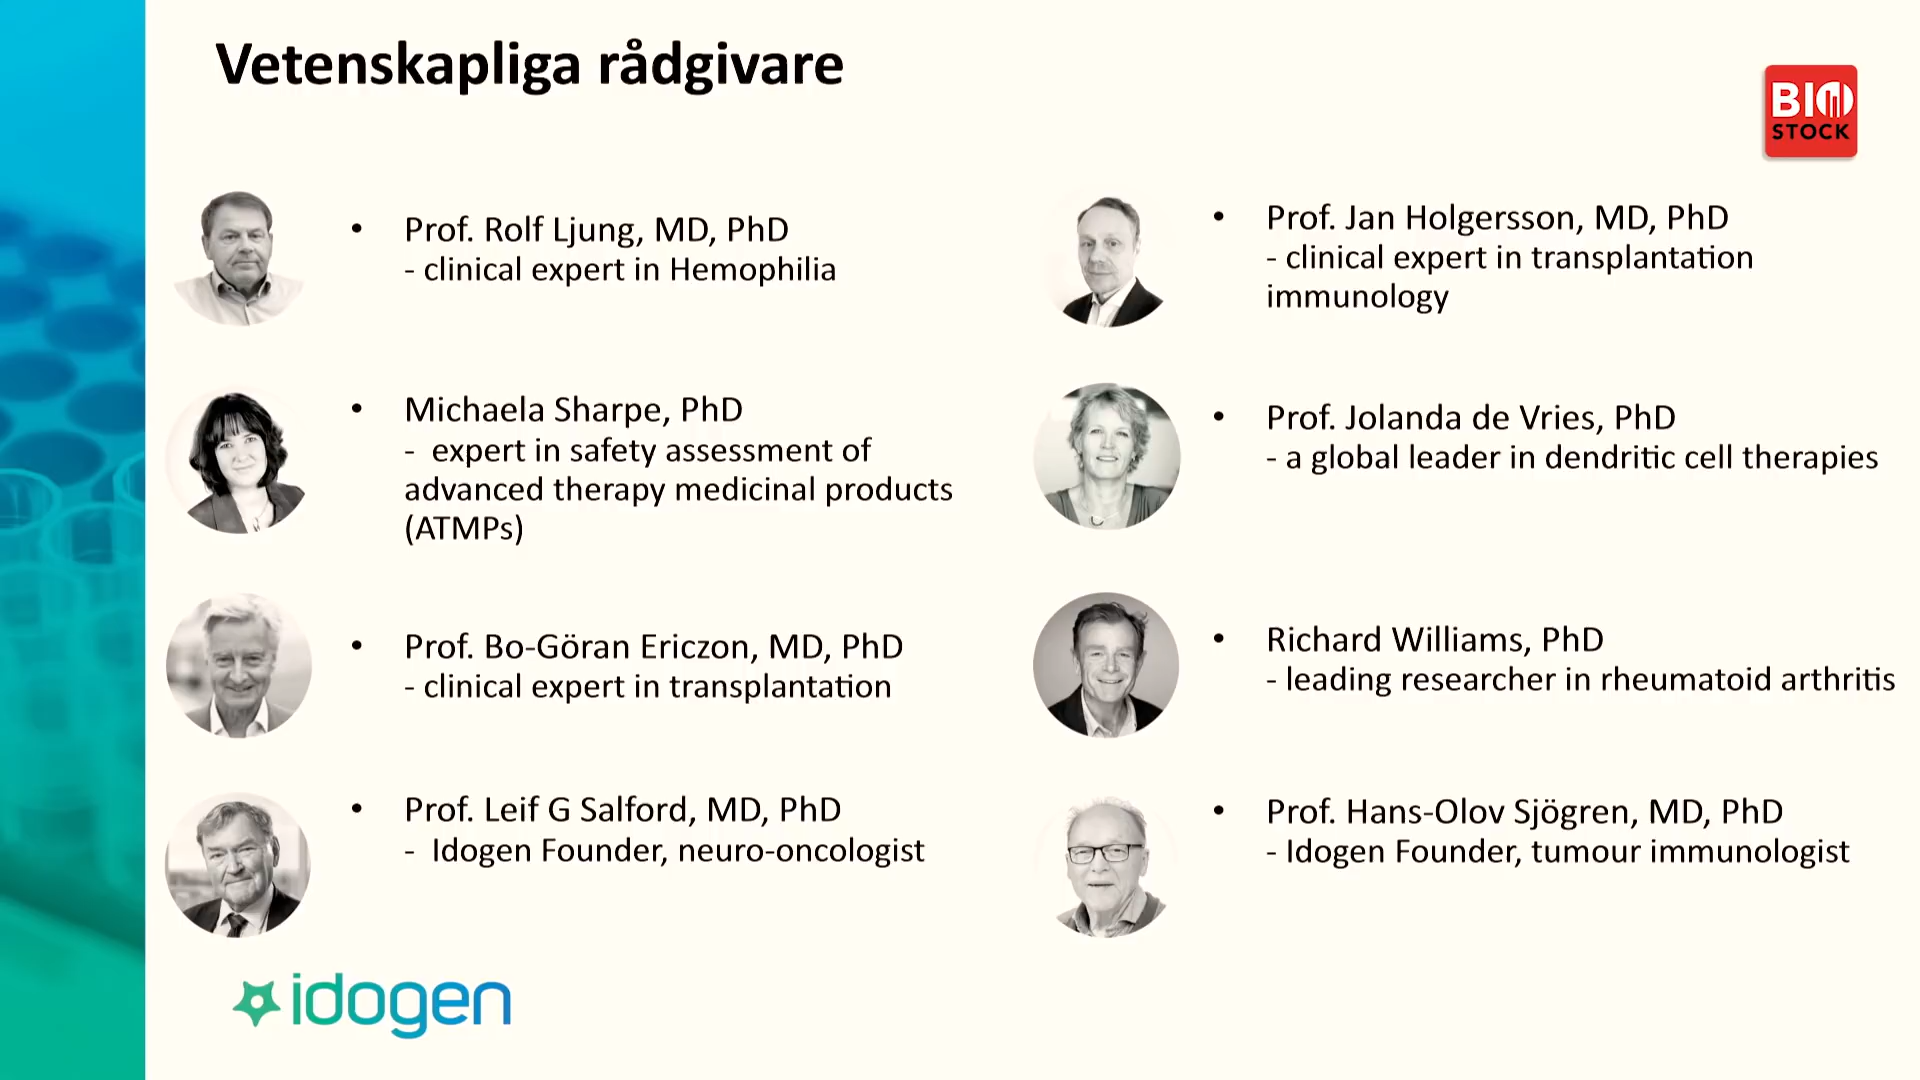 Vetenskapliga rådgivare
BIO
STOCK
• Prof. Rolf Ljung, MD, PhD
- clinical expert in Hemophilia
• Michaela Sharpe, PhD
- expert in safety assessment of
advanced therapy medicinal products
(ATMPs)
• Prof. Bo-Göran Ericzon, MD, PhD
- clinical expert in transplantation
• Prof. Leif G Salford, MD, PhD
- Idogen Founder, neuro-oncologist
• Prof. Jan Holgersson, MD, PhD
- clinical expert in transplantation
immunology
• Prof. Jolanda de Vries, PhD
- a global leader in dendritic cell therapies
• Richard Williams, PhD
- leading researcher in rheumatoid arthritis
• Prof. Hans-Olov Sjögren, MD, PhD
- Idogen Founder, tumour immunologist
idogen